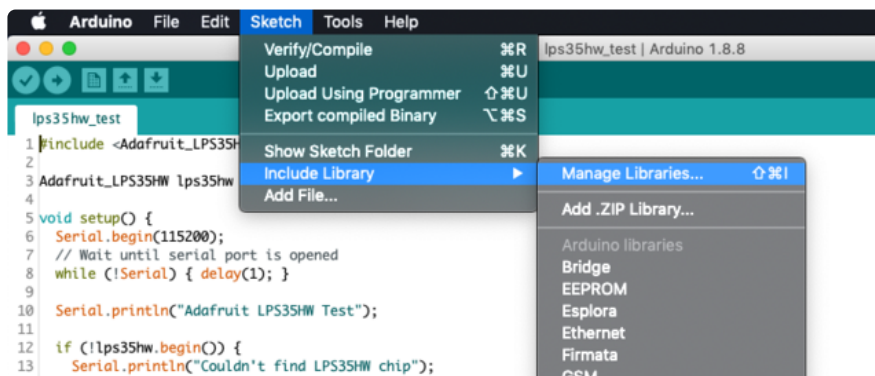 Arduino File Edit Sketch Tools Help
lps35hw_test | Arduino 1.8.8
Verify/Compile ⌘R
Upload ⌘U
Upload Using Programmer ⇧⌘U
Export compiled Binary ⌥⌘S
Show Sketch Folder ⌘K
Include Library ▶
Add File...
Manage Libraries... ⇧⌘I
Add .ZIP Library...
Arduino libraries
Bridge
EEPROM
Esplora
Ethernet
Firmata
GSM
lps35hw_test
1 #include <Adafruit_LPS35H
2
3 Adafruit_LPS35HW lps35hw
4
5 void setup() {
6 Serial.begin(115200);
7 // Wait until serial port is opened
8 while (!Serial) { delay(1); }
9
10 Serial.println("Adafruit LPS35HW Test");
11
12 if (!lps35hw.begin()) {
13 Serial.println("Couldn't find LPS35HW chip");